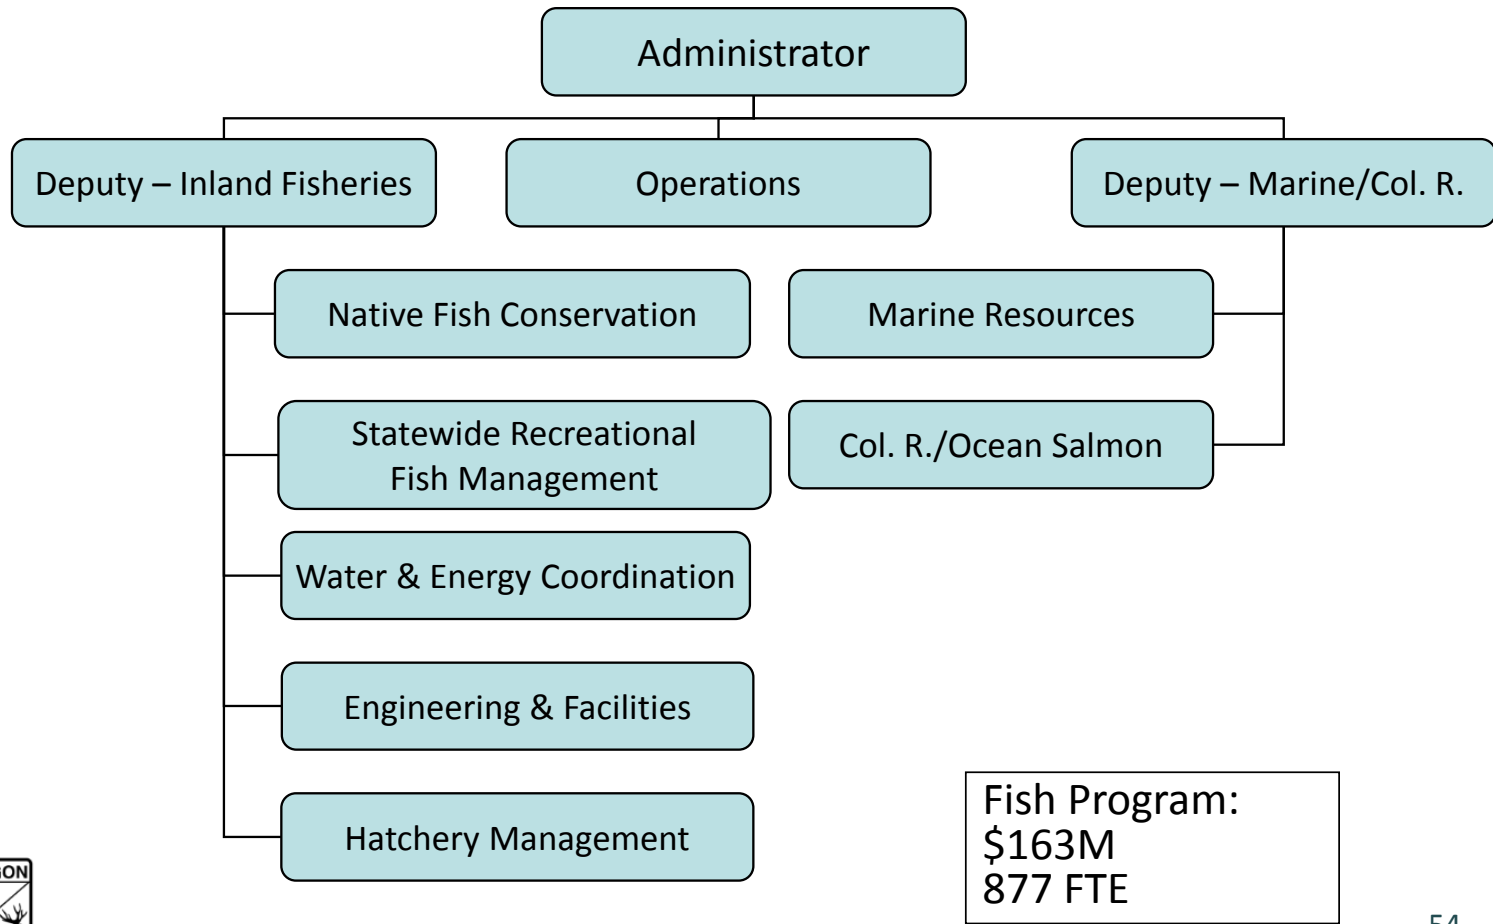 Administrator
Deputy – Inland Fisheries
Operations
Deputy – Marine/Col. R.
Native Fish Conservation
Marine Resources
Statewide Recreational
Fish Management
Col. R./Ocean Salmon
Water & Energy Coordination
Engineering & Facilities
Hatchery Management
Fish Program:
$163M
877 FTE
54